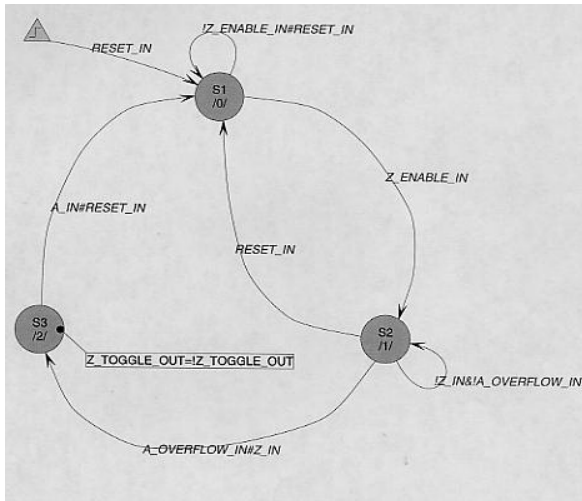 !Z_ENABLE_IN#RESET_IN
RESET_IN
S1
/0/
Z_ENABLE_IN
A_IN#RESET_IN
RESET_IN
S3
/2/
S2
/1/
Z_TOGGLE_OUT=!Z_TOGGLE_OUT
!Z_IN&!A_OVERFLOW_IN
A_OVERFLOW_IN#Z_IN